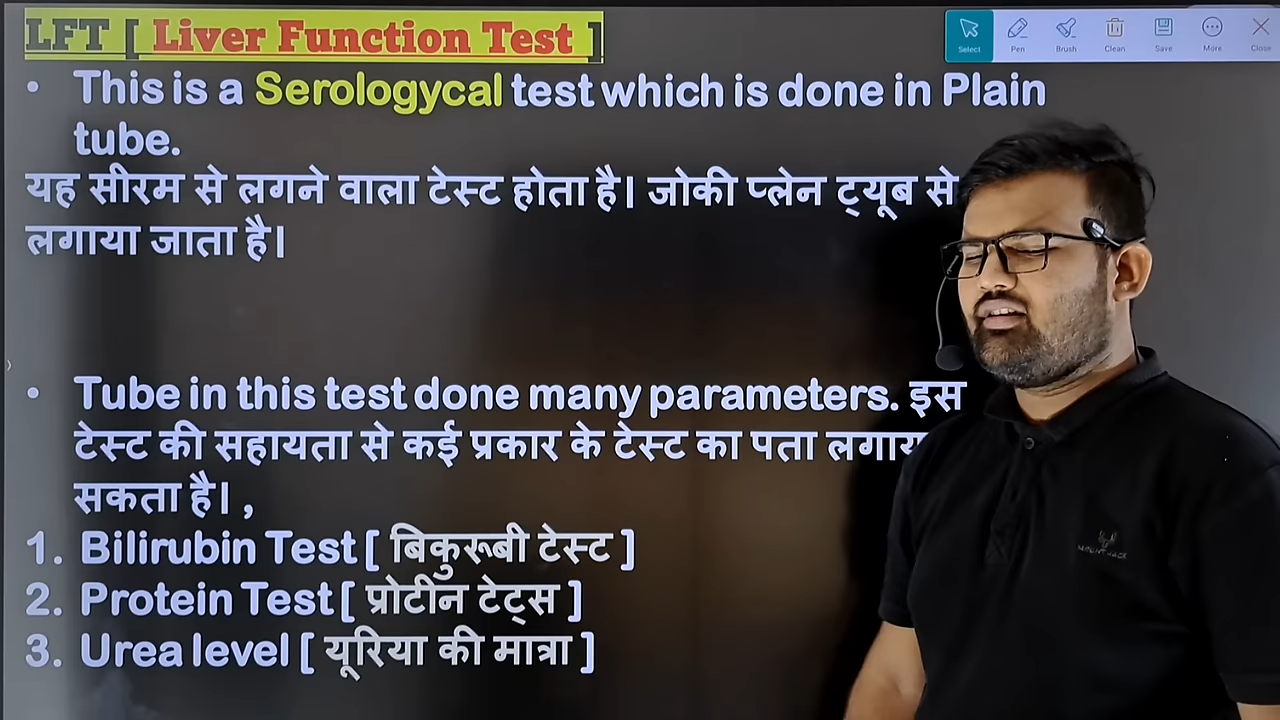 LFT [ Liver Function Test ]
Select Pen Brush Clean Save More Close
• This is a Serologycal test which is done in Plain
tube.
यह सीरम से लगने वाला टेस्ट होता है। जोकी प्लेन ट्यूब से
लगाया जाता है।
• Tube in this test done many parameters. इस
टेस्ट की सहायता से कई प्रकार के टेस्ट का पता
सकता है। ,
1. Bilirubin Test [ बिकुरूबी टेस्ट ]
2. Protein Test [ प्रोटीन टेट्स ]
3. Urea level [ यूरिया की मात्रा ]